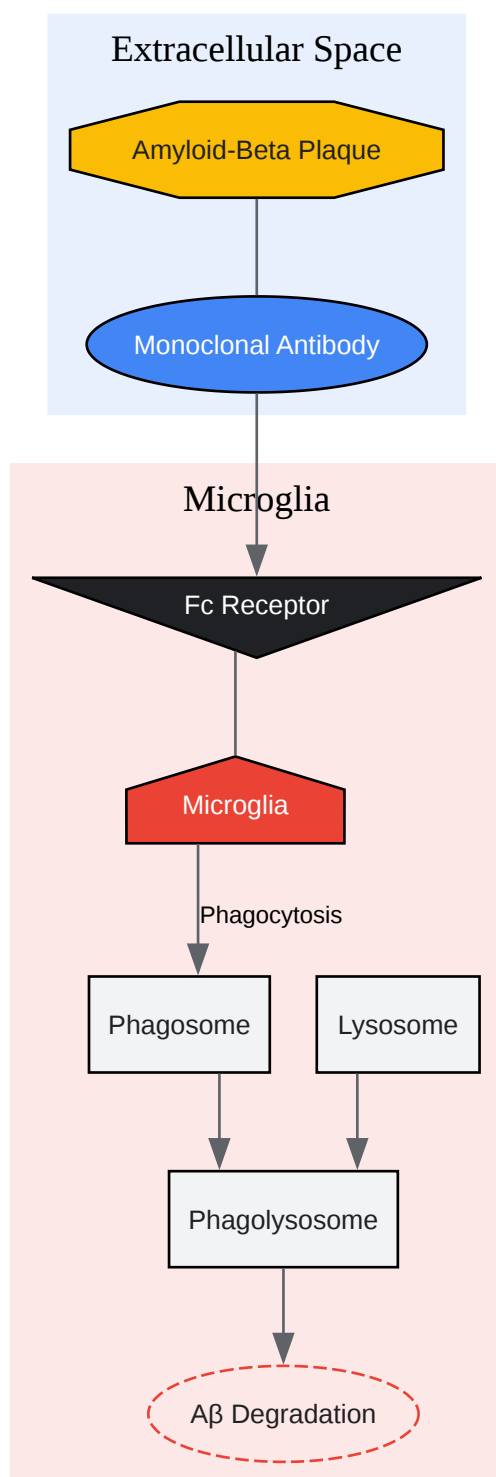 Extracellular Space
Amyloid-Beta Plaque
Monoclonal Antibody
Microglia
Fc Receptor
Microglia
Phagocytosis
Phagosome
Lysosome
Phagolysosome
Aβ Degradation